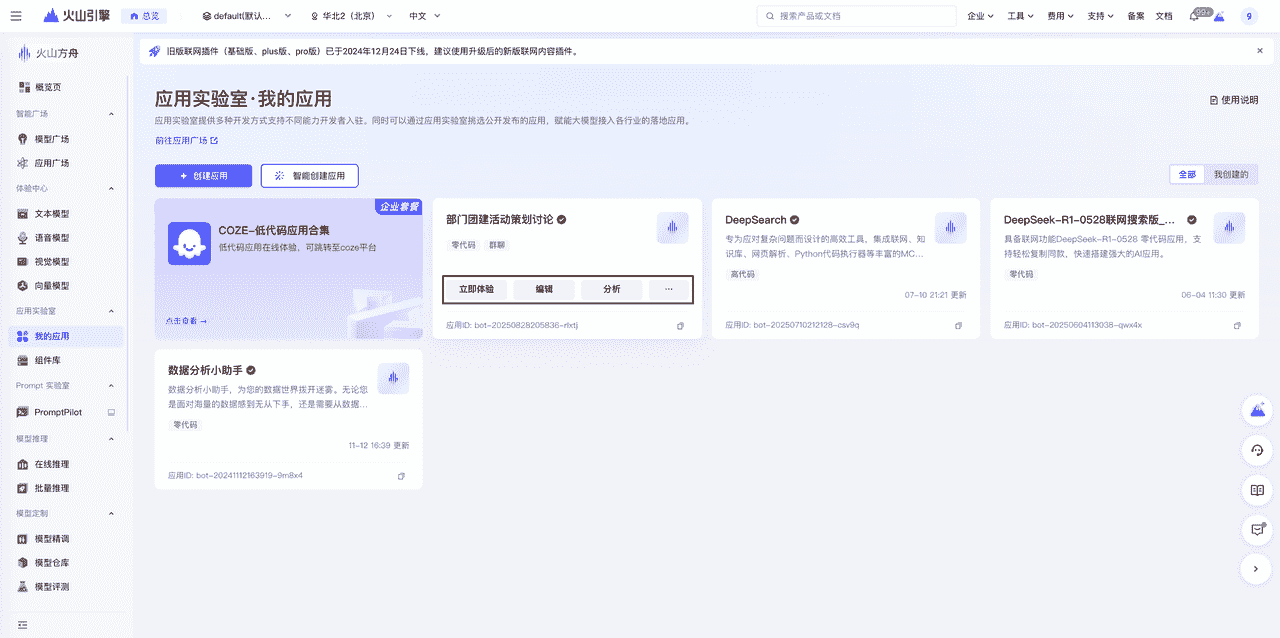 火山引擎
总览
default(默认...
华北2（北京）
中文
搜索产品或文档
企业
工具
费用
支持
备案
文档
99+
9
火山方舟
旧版联网插件（基础版、plus版、pro版）已于2024年12月24日下线，建议使用升级后的新版联网内容插件。
概览页
智能广场
模型广场
应用广场
体验中心
文本模型
语音模型
视觉模型
向量模型
应用实验室
我的应用
组件库
Prompt 实验室
PromptPilot
模型推理
在线推理
批量推理
模型定制
模型精调
模型仓库
模型评测
应用实验室·我的应用
使用说明
应用实验室提供多种开发方式支持不同能力开发者入驻。同时可以通过应用实验室挑选公开发布的应用，赋能大模型接入各行业的落地应用。
前往应用广场
+ 创建应用
智能创建应用
全部
我创建的
企业套餐
COZE-低代码应用合集
低代码应用在线体验，可跳转至coze平台
点击查看 →
部门团建活动策划讨论
零代码
群聊
立即体验
编辑
分析
...
应用ID: bot-20250828205836-rlxtj
DeepSearch
专为应对复杂问题而设计的高效工具，集成联网、知
识库、网页解析、Python代码执行器等丰富的MC...
高代码
07-10 21:21 更新
应用ID: bot-20250710212128-csv9q
DeepSeek-R1-0528联网搜索版_...
具备联网功能DeepSeek-R1-0528 零代码应用，支
持轻松复制同款，快速搭建强大的AI应用。
零代码
06-04 11:30 更新
应用ID: bot-20250604113038-qwx4x
数据分析小助手
数据分析小助手，为您的数据世界拨开迷雾。无论您
是面对海量的数据感到无从下手，还是需要从数据...
零代码
11-12 16:39 更新
应用ID: bot-20241112163919-9m8x4